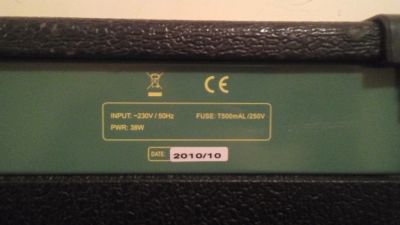 CE
INPUT: ~230V / 50Hz FUSE: T500mAL /250V
PWR: 38W
DATE: 2010/10